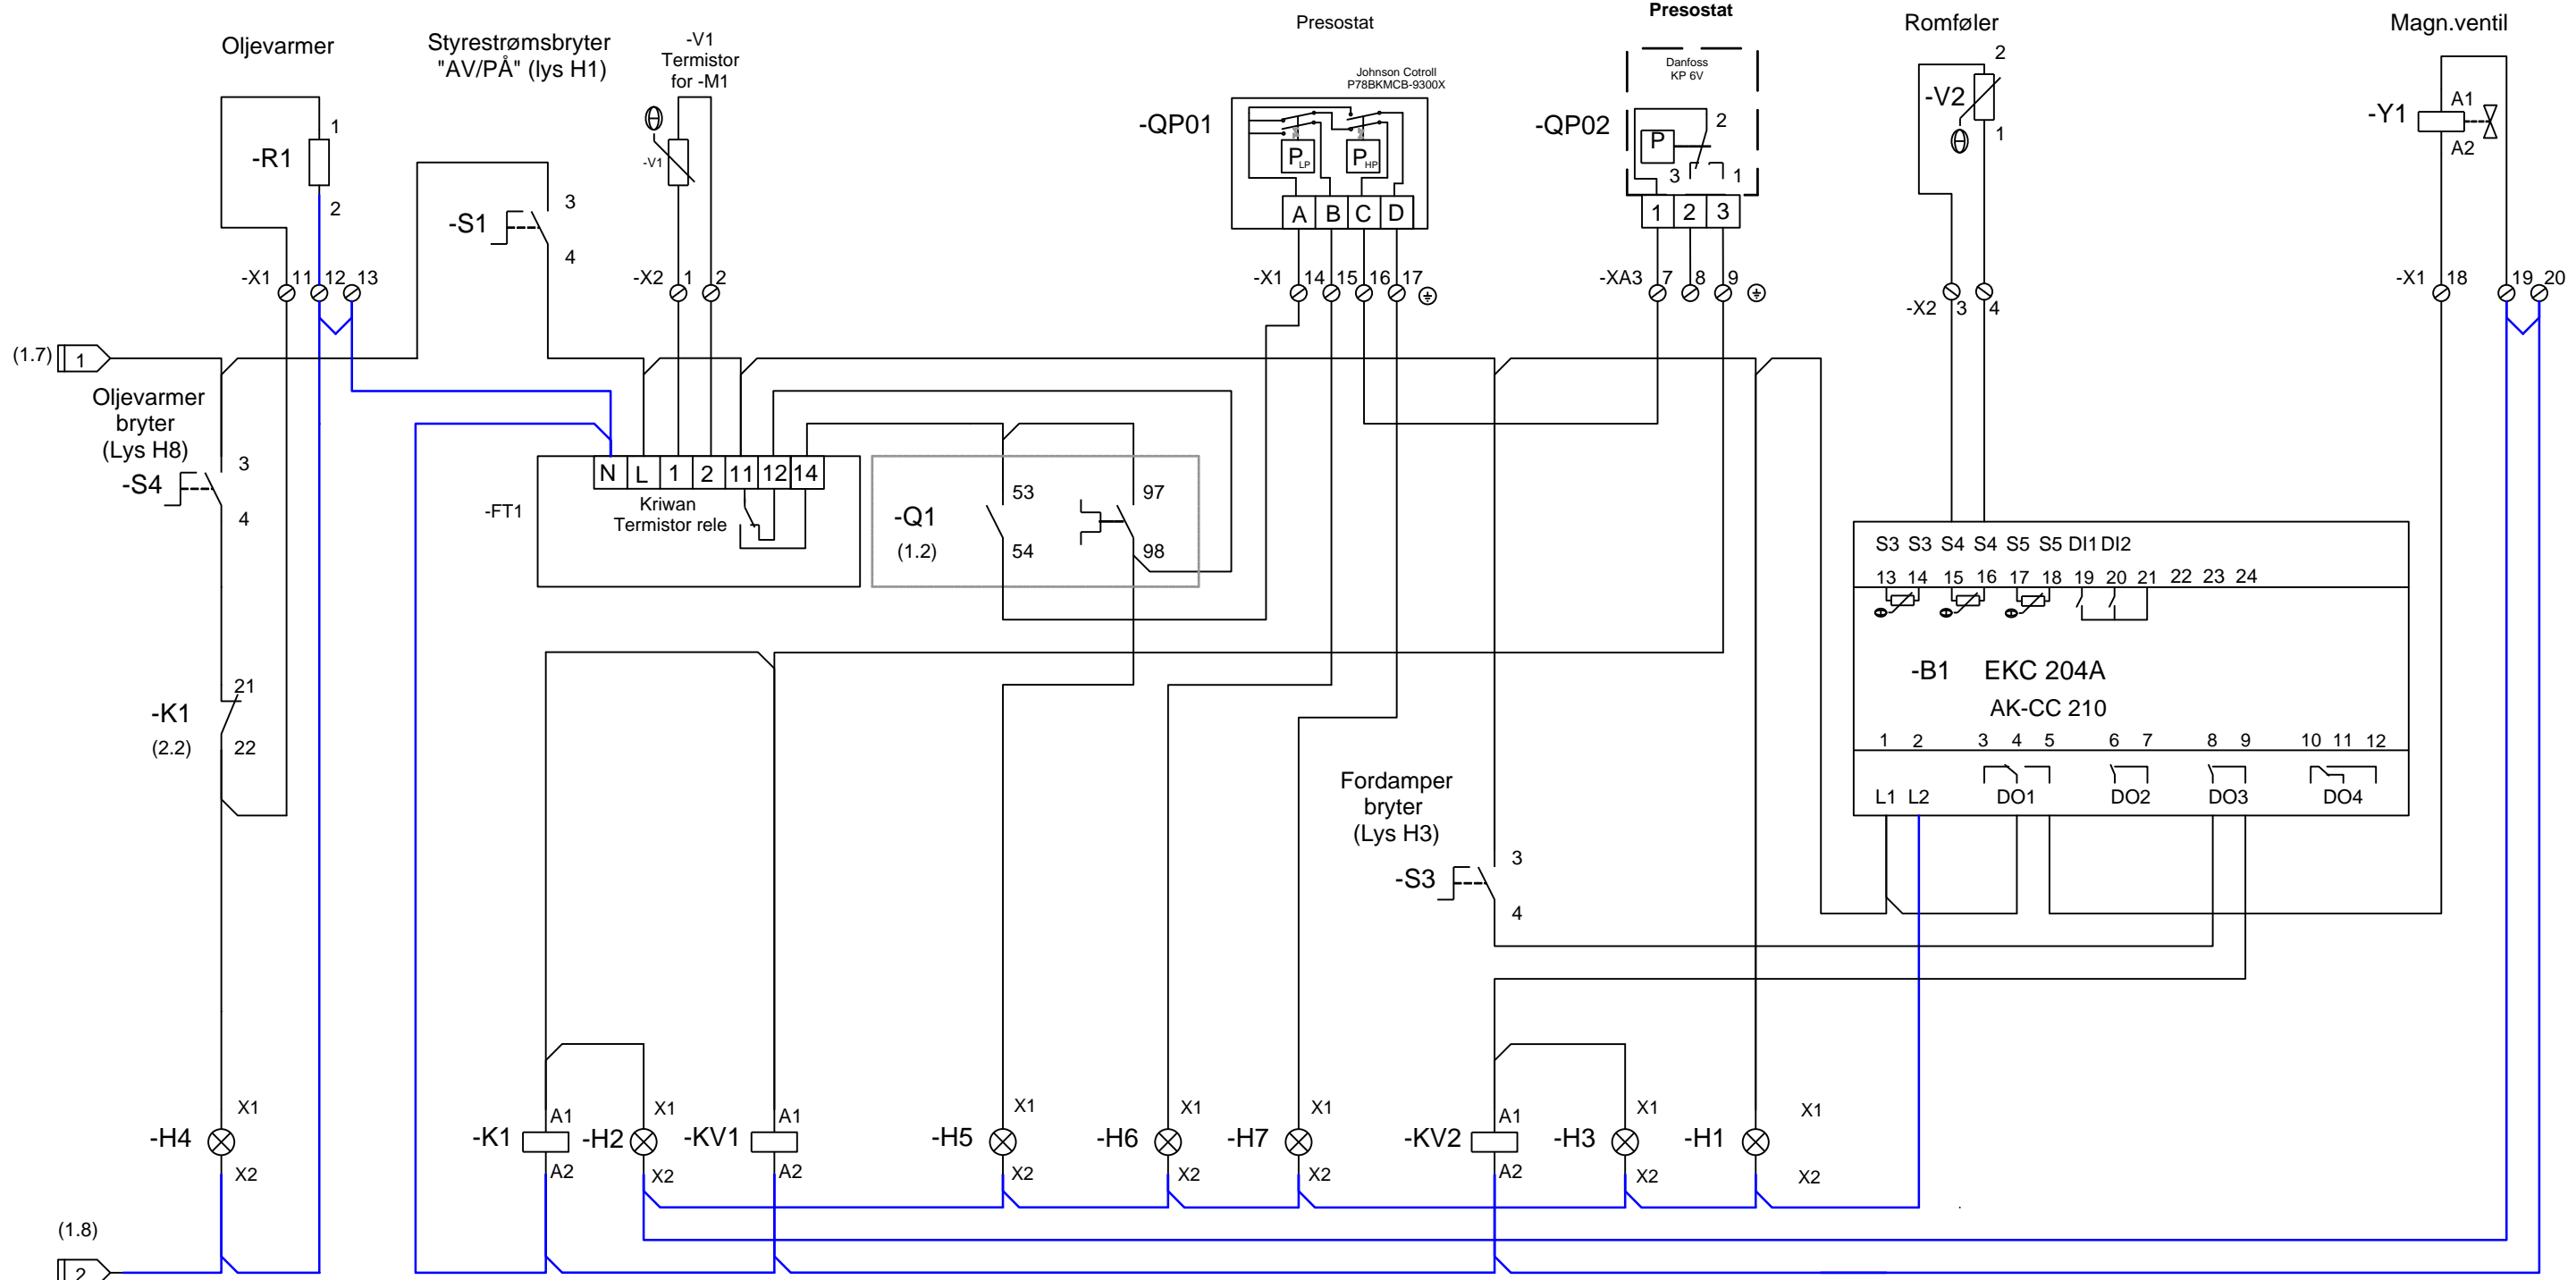 Oljevarmer
Styrestrømsbryter
"AV/PÅ" (lys H1)
-V1
Termistor
for -M1
Presostat
Presostat
Romføler
Magn.ventil
Johnson Cotroll
P78BKMCB-9300X
Danfoss
KP 6V
-R1
1
2
-S1
3
4
-V1
-QP01
P LP
P HP
A B C D
-QP02
P
2
3
1
1 2 3
-V2
2
1
-Y1
A1
A2
-X1 11 12 13
-X2 1 2
-X1 14 15 16 17
-XA3 7 8 9
-X2 3 4
-X1 18 19 20
(1.7) 1
Oljevarmer
bryter
(Lys H8)
-S4
3
4
-FT1
N L 1 2 11 12 14
Kriwan
Termistor rele
-Q1
(1.2)
53
54
97
98
S3 S3 S4 S4 S5 S5 DI1 DI2
13 14 15 16 17 18 19 20 21 22 23 24
-B1 EKC 204A
AK-CC 210
1 2 3 4 5 6 7 8 9 10 11 12
L1 L2 DO1 DO2 DO3 DO4
-K1
(2.2)
21
22
Fordamper
bryter
(Lys H3)
-S3
3
4
-H4
X1
X2
-K1
A1
A2
-H2
X1
X2
-KV1
A1
A2
-H5
X1
X2
-H6
X1
X2
-H7
X1
X2
-KV2
A1
A2
-H3
X1
X2
-H1
X1
X2
(1.8)
2